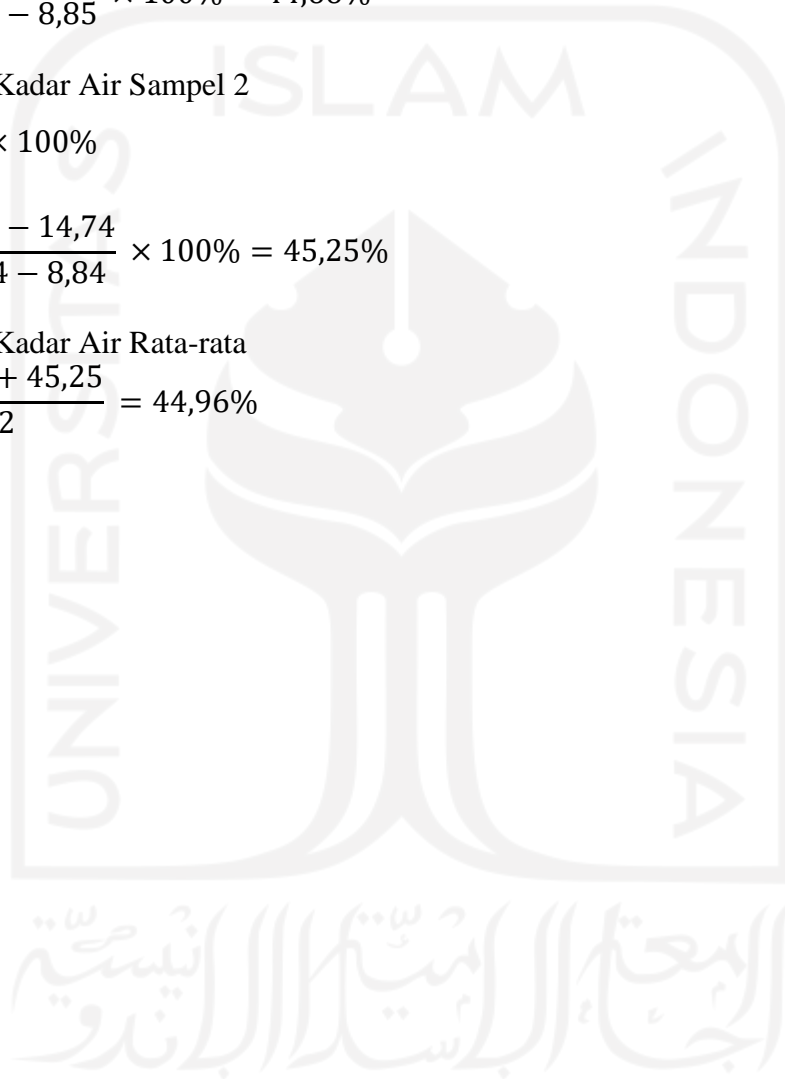 − 8,85
Kadar Air Sampel 2
× 100%
− 14,74
4 − 8,84 × 100% = 45,25%
Kadar Air Rata-rata
+ 45,25
2 = 44,96%
ISLAM
UNIVERSITAS
INDONESIA